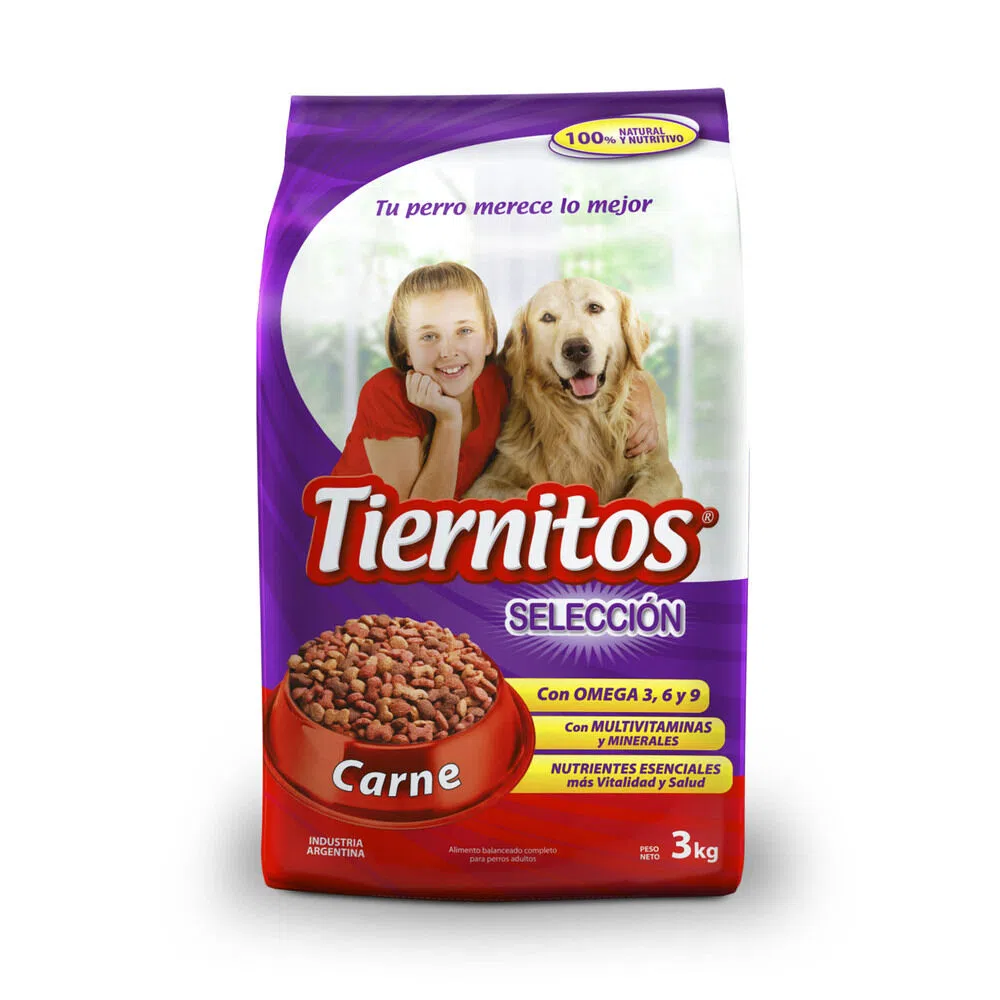 100% NATURAL
Y NUTRITIVO
Tu perro merece lo mejor
Tiernitos®
SELECCIÓN
Con OMEGA 3, 6 y 9
Con MULTIVITAMINAS
y MINERALES
NUTRIENTES ESENCIALES
más Vitalidad y Salud
Carne
INDUSTRIA
ARGENTINA
Alimento balanceado completo
para perros adultos
PESO
NETO 3kg